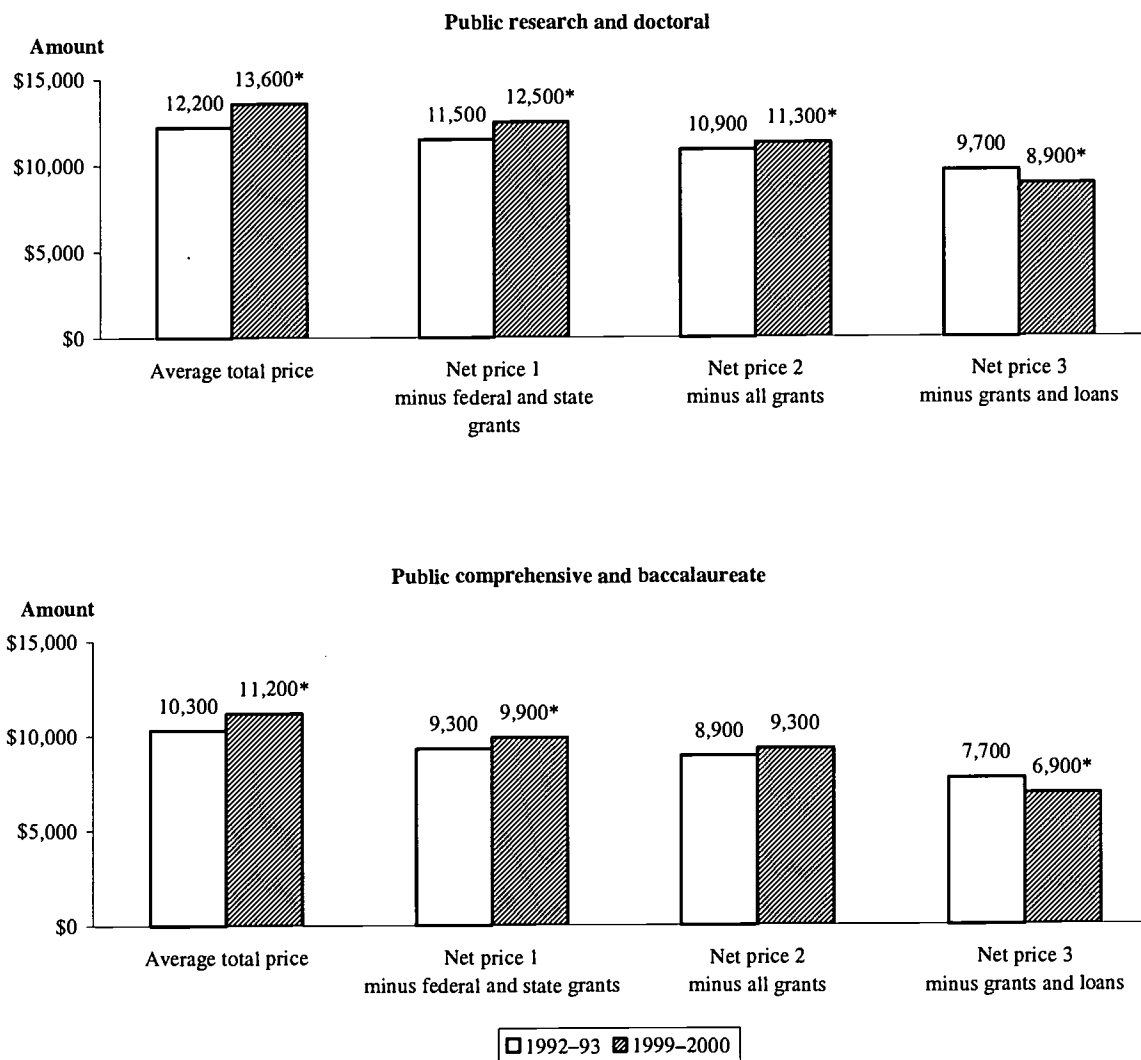 Public research and doctoral
Amount
$15,000
$10,000
$5,000
$0
12,200
13,600*
11,500
12,500*
10,900
11,300*
9,700
8,900*
Average total price
Net price 1
minus federal and state
grants
Net price 2
minus all grants
Net price 3
minus grants and loans
Public comprehensive and baccalaureate
Amount
$15,000
$10,000
$5,000
$0
10,300
11,200*
9,300
9,900*
8,900
9,300
7,700
6,900*
Average total price
Net price 1
minus federal and state grants
Net price 2
minus all grants
Net price 3
minus grants and loans
1992–93 1999–2000